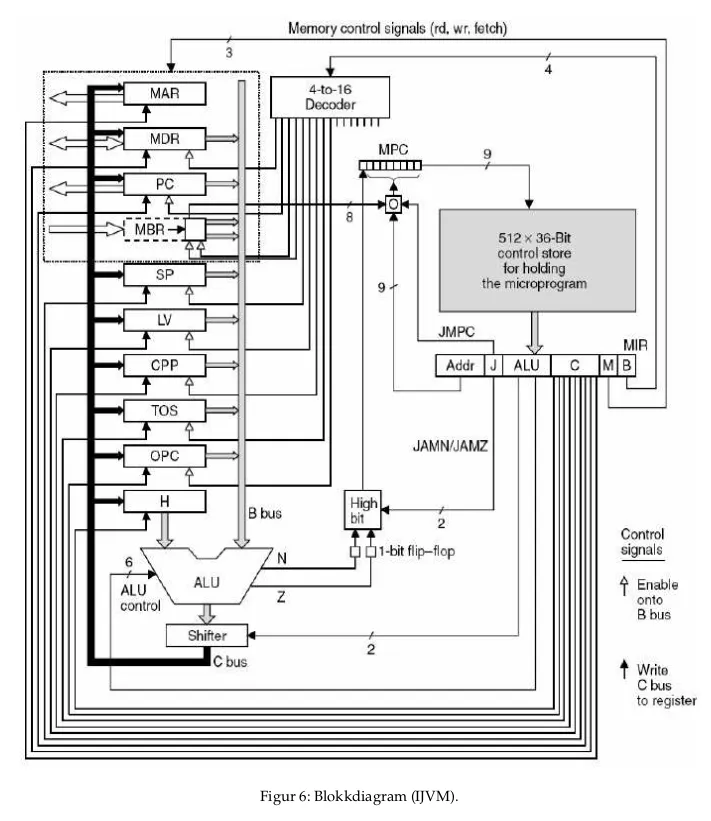 Memory control signals (rd, wr, fetch)
3
4
MAR
4-to-16
Decoder
MDR
MPC
9
PC
8
O
MBR
512 × 36-Bit
control store
for holding
the microprogram
SP
9
LV
JMPC
MIR
Addr J ALU C M B
CPP
TOS
JAMN/JAMZ
OPC
H
High
bit
2
B bus
Control
signals
N
1-bit flip–flop
6
ALU
Z
ALU
control
Enable
onto
B bus
Shifter
2
C bus
Write
C bus
to register
Figur 6: Blokkdiagram (IJVM).